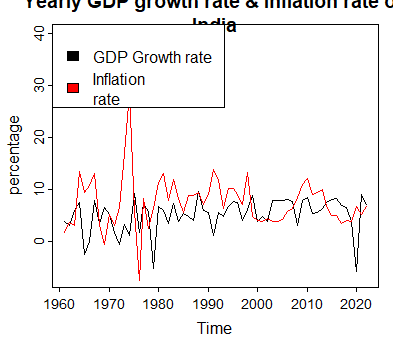 Yearly GDP growth rate & inflation rate o
India
GDP Growth rate
Inflation
rate
percentage
40
30
20
10
0
1960 1970 1980 1990 2000 2010 2020
Time